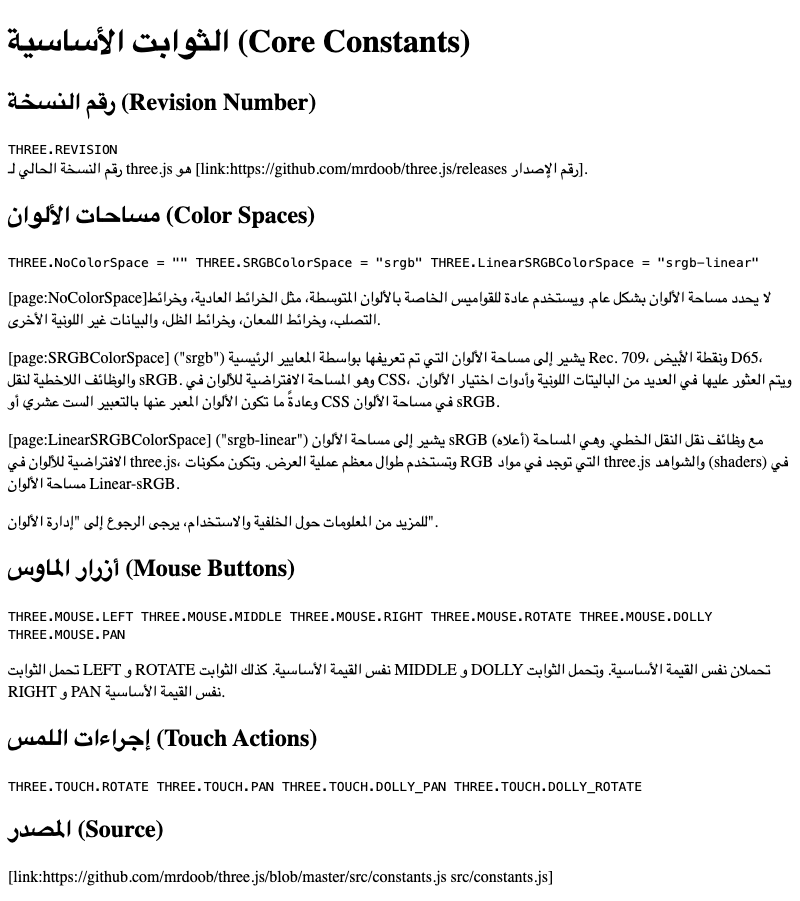 الثوابت الأساسية (Core Constants)
رقم النسخة (Revision Number)
THREE.REVISION
رقم النسخة الحالي لـ three.js هو [link:https://github.com/mrdoob/three.js/releases رقم الإصدار].
مساحات الألوان (Color Spaces)
THREE.NoColorSpace = "" THREE.SRGBColorSpace = "srgb" THREE.LinearSRGBColorSpace = "srgb-linear"
[page:NoColorSpace]لا يحدد مساحة الألوان بشكل عام. ويستخدم عادة للقواميس الخاصة بالألوان المتوسطة، مثل الخرائط العادية، وخرائط
التصلب، وخرائط اللمعان، وخرائط الظل، والبيانات غير اللونية الأخرى.
[page:SRGBColorSpace] ("srgb") يشير إلى مساحة الألوان التي تم تعريفها بواسطة المعايير الرئيسية Rec. 709، ونقطة الأبيض D65،
والوظائف اللاخطية لنقل sRGB. وهو المساحة الافتراضية للألوان في CSS، ويتم العثور عليها في العديد من الباليتات اللونية وأدوات اختيار الألوان.
وعادةً ما تكون الألوان المعبر عنها بالتعبير الست عشري أو CSS في مساحة الألوان sRGB.
[page:LinearSRGBColorSpace] ("srgb-linear") يشير إلى مساحة الألوان sRGB (أعلاه) مع وظائف نقل النقل الخطي. وهي المساحة
الافتراضية للألوان في three.js، وتستخدم طوال معظم عملية العرض. وتكون مكونات RGB التي توجد في مواد three.js والشواهد (shaders) في
مساحة الألوان Linear-sRGB.
للمزيد من المعلومات حول الخلفية والاستخدام، يرجى الرجوع إلى "إدارة الألوان".
أزرار الماوس (Mouse Buttons)
THREE.MOUSE.LEFT THREE.MOUSE.MIDDLE THREE.MOUSE.RIGHT THREE.MOUSE.ROTATE THREE.MOUSE.DOLLY
THREE.MOUSE.PAN
تحمل الثوابت LEFT و ROTATE نفس القيمة الأساسية. كذلك الثوابت MIDDLE و DOLLY تحملان نفس القيمة الأساسية. وتحمل الثوابت
RIGHT و PAN نفس القيمة الأساسية.
إجراءات اللمس (Touch Actions)
THREE.TOUCH.ROTATE THREE.TOUCH.PAN THREE.TOUCH.DOLLY_PAN THREE.TOUCH.DOLLY_ROTATE
المصدر (Source)
[link:https://github.com/mrdoob/three.js/blob/master/src/constants.js src/constants.js]